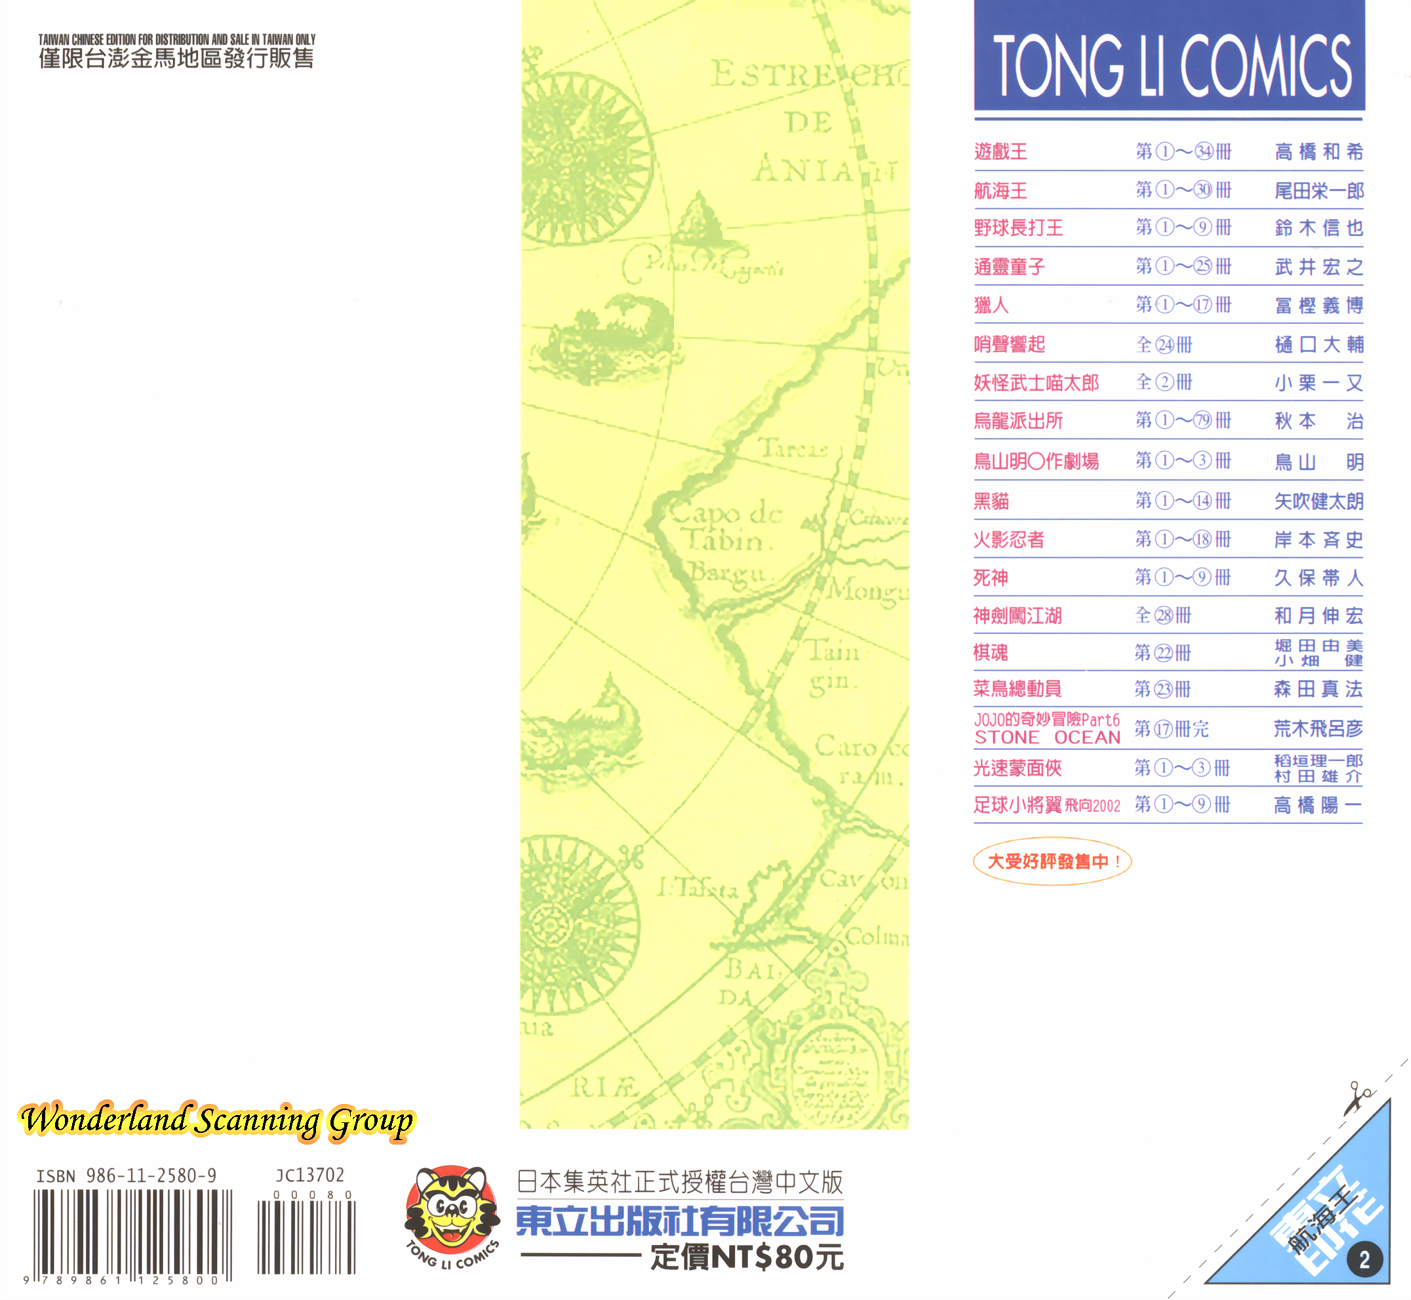 TAIWAN CHINESE EDITION FOR DISTRIBUTION AND SALE IN TAIWAN ONLY
僅限台澎金馬地區發行販售
ESTRECHO
DE
ANIAN
Tartas
Capo de
Tabin.
Bargu.
Mongu
Tain
gin.
Caro co
ram.
Colma
BAI
DA
RIÆ
TONG LI COMICS
遊戲王 第①～㉞冊 高橋和希
航海王 第①～㉚冊 尾田栄一郎
野球長打王 第①～⑨冊 鈴木信也
通靈童子 第①～㉕冊 武井宏之
獵人 第①～⑰冊 冨樫義博
哨聲響起 全㉔冊 樋口大輔
妖怪武士喵太郎 全②冊 小栗一又
烏龍派出所 第①～79冊 秋本 治
鳥山明〇作劇場 第①～③冊 鳥山 明
黑貓 第①～⑭冊 矢吹健太朗
火影忍者 第①～⑱冊 岸本斉史
死神 第①～⑨冊 久保帯人
神劍闖江湖 全㉘冊 和月伸宏
棋魂 第㉒冊 堀田由美
小畑 健
菜鳥總動員 第㉓冊 森田真法
JOJO的奇妙冒險Part6
STONE OCEAN 第⑰冊完 荒木飛呂彦
光速蒙面俠 第①～③冊 稻垣理一郎
村田雄介
足球小將翼 飛向2002 第①～⑨冊 高橋陽一
大受好評發售中！
Wonderland Scanning Group
ISBN 986-11-2580-9
9 789861 125800
JC13702
00080
TONG LI COMICS
日本集英社正式授權台灣中文版
東立出版社有限公司
定價NT$80元
東立
印花
航海王
2